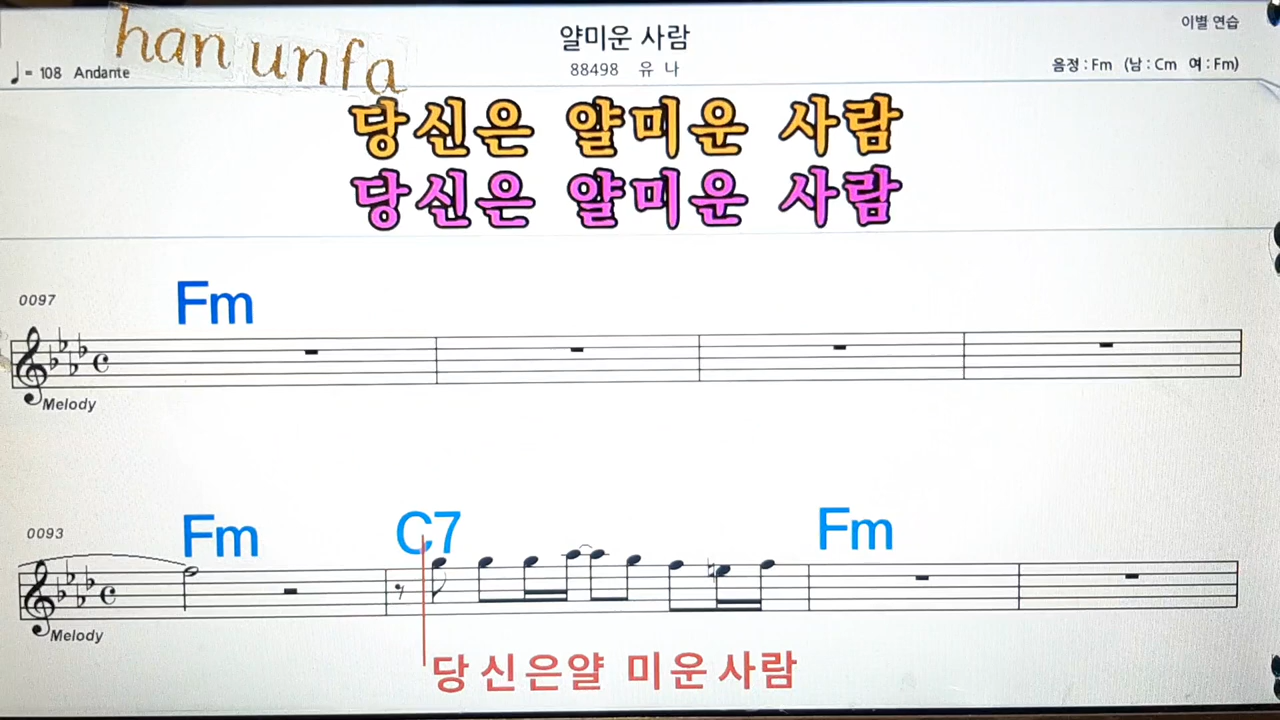 han unfa
얄미운 사람
이별 연습
♩= 108 Andante
88498 유 나
음정 : Fm (남 : Cm 여 : Fm)
당신은 얄미운 사람
당신은 얄미운 사람
0097
Fm
Melody
0093
Fm C7 Fm
Melody
당신은얄 미운사람